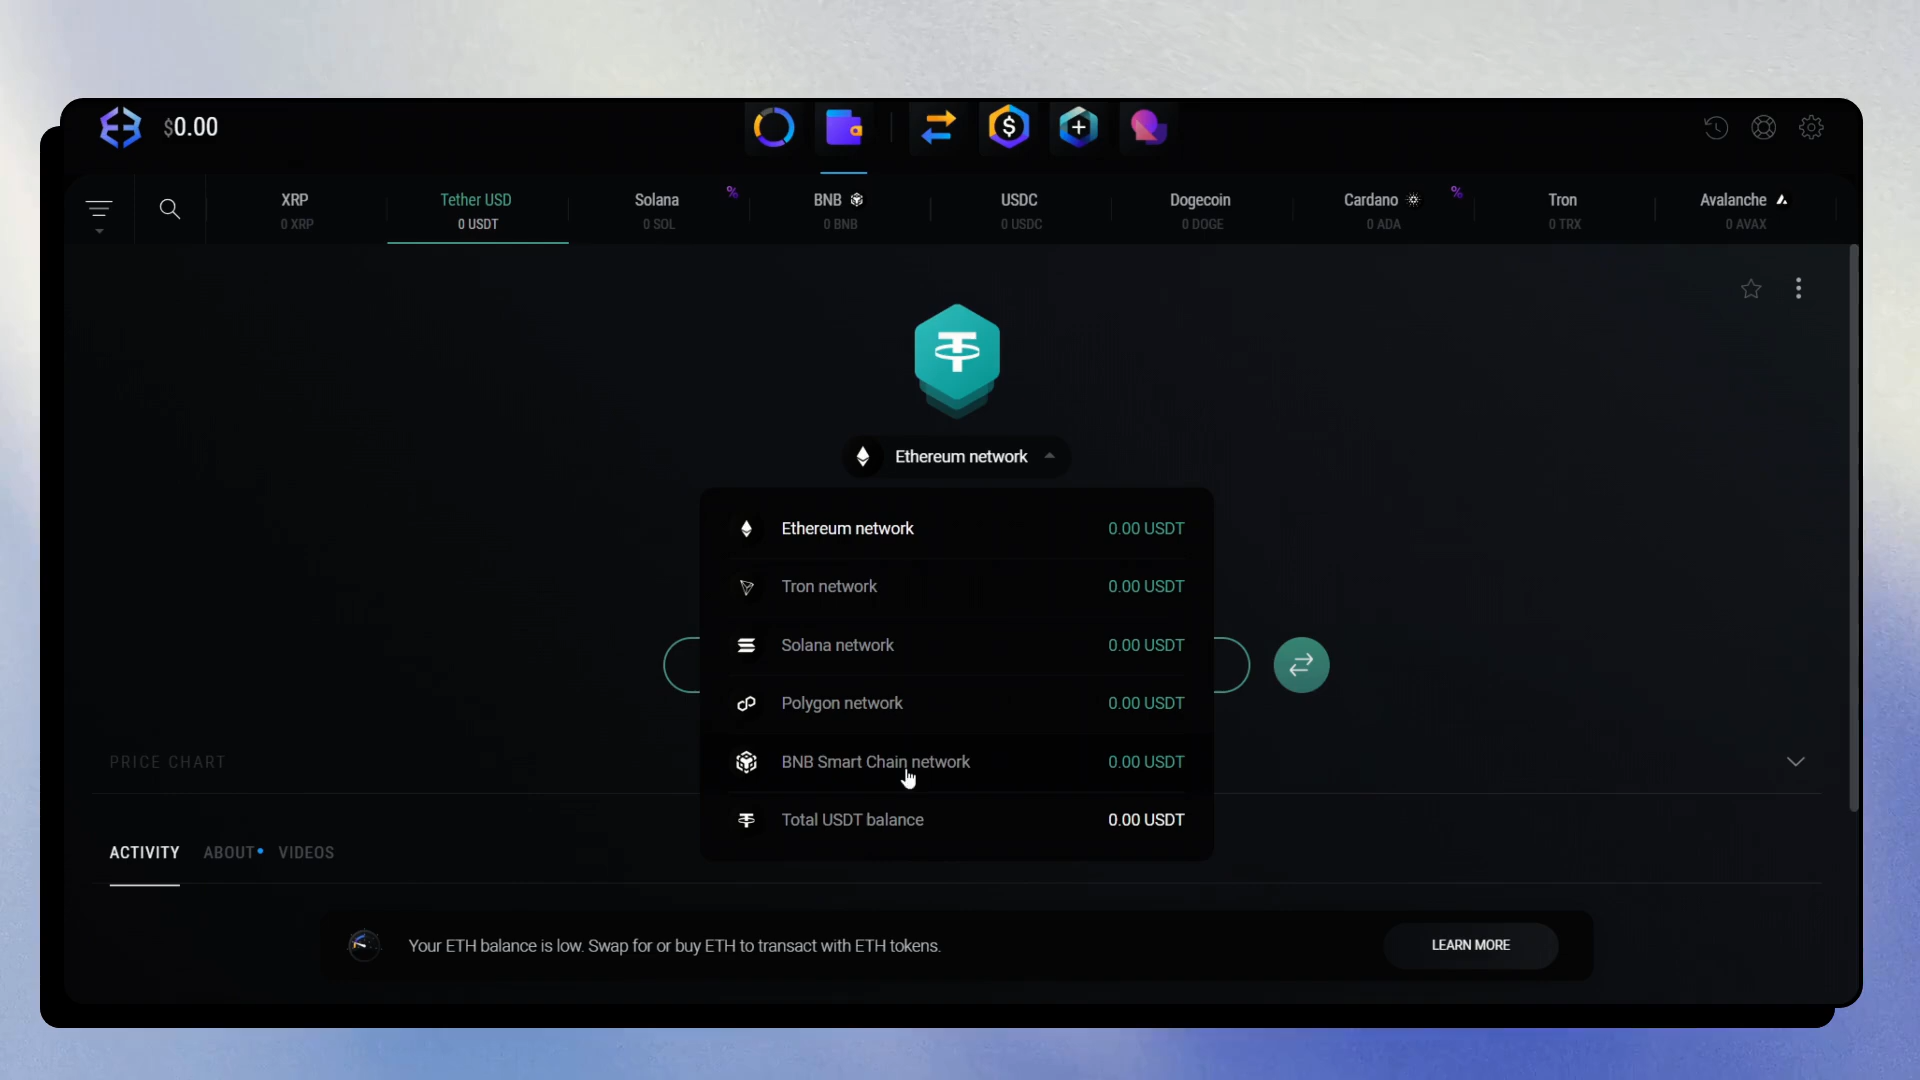 $0.00
XRP
0 XRP
Tether USD
0 USDT
Solana
0 SOL
%
BNB
0 BNB
USDC
0 USDC
Dogecoin
0 DOGE
Cardano
0 ADA
%
Tron
0 TRX
Avalanche
0 AVAX
Ethereum network
Ethereum network 0.00 USDT
Tron network 0.00 USDT
Solana network 0.00 USDT
Polygon network 0.00 USDT
BNB Smart Chain network 0.00 USDT
Total USDT balance 0.00 USDT
PRICE CHART
ACTIVITY ABOUT VIDEOS
Your ETH balance is low. Swap for or buy ETH to transact with ETH tokens.
LEARN MORE